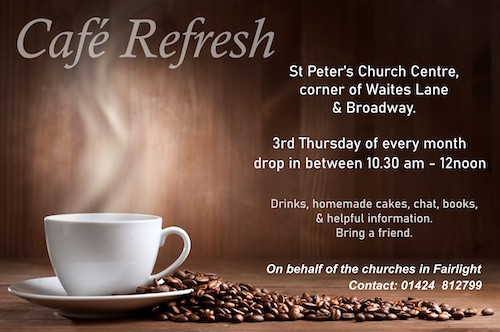 Café Refresh
St Peter's Church Centre,
corner of Waites Lane
& Broadway.
3rd Thursday of every month
drop in between 10.30 am - 12noon
Drinks, homemade cakes, chat, books,
& helpful information.
Bring a friend.
On behalf of the churches in Fairlight
Contact: 01424 812799